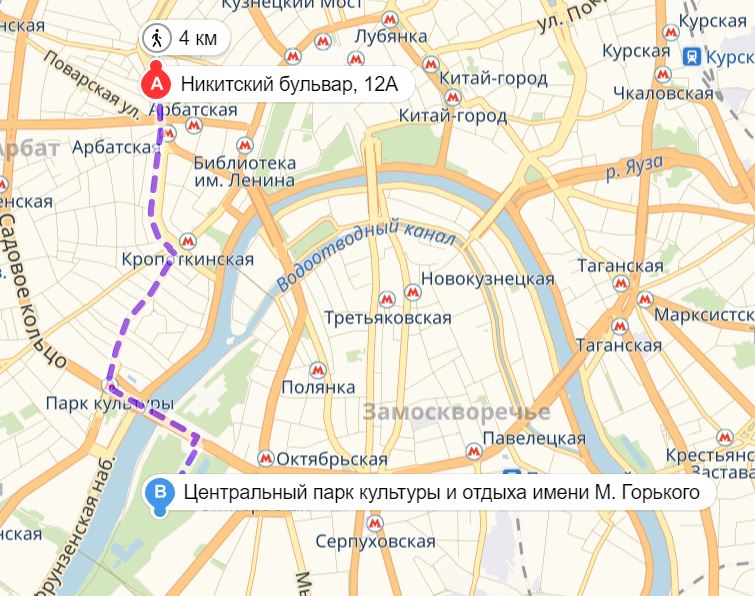 Кузнецкий Мост
ул. Пок
Лубянка
Курская
4 км
Курская
Курск
Поварская ул.
Никитский бульвар, 12А
A
Китай-город
Чкаловская
Арбатская
Китай-город
Арбатская
Арбат
Библиотека
им. Ленина
р. Яуза
Садовое кольцо
Водоотводный канал
Кропоткинская
Таганская
Новокузнецкая
Третьяковская
Марксистск
Таганская
Полянка
Парк культуры
Замоскворечье
Павелецкая
Крестьянс
Застава
Октябрьская
B
Центральный парк культуры и отдыха имени М. Горького
Фрунзенская наб.
Серпуховская